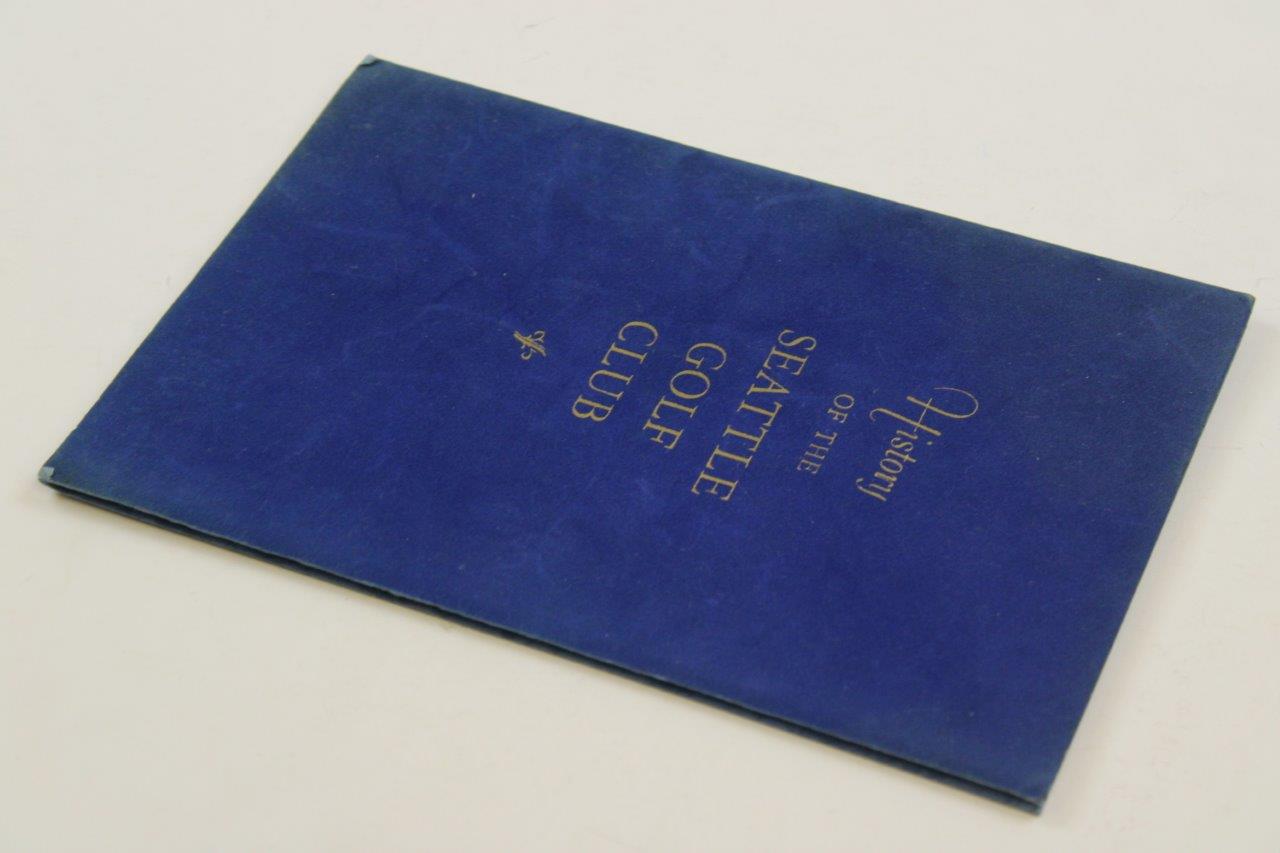 History
OF THE
SEATTLE
GOLF
CLUB